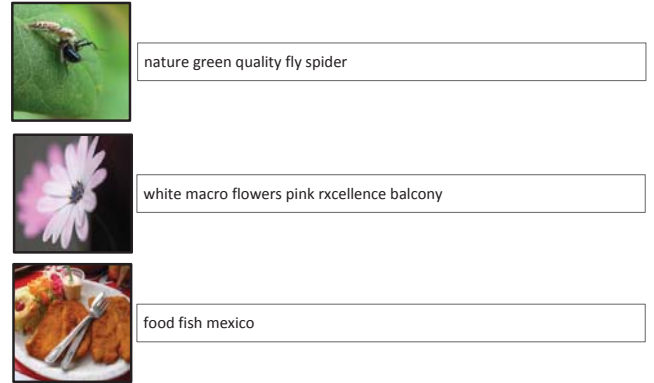 nature green quality fly spider
white macro flowers pink rxcellence balcony
food fish mexico